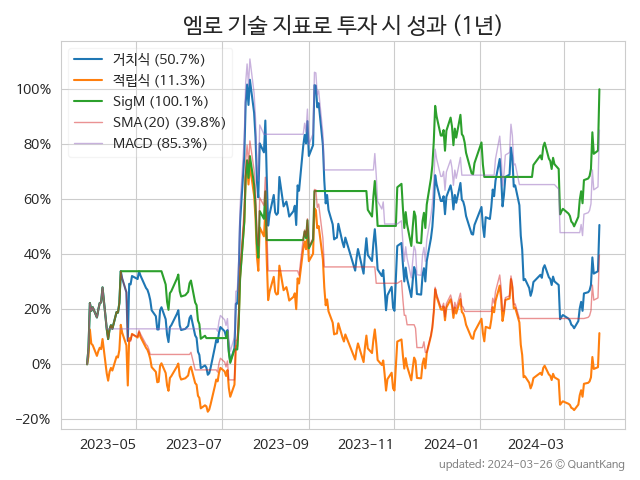 엠로 기술 지표로 투자 시 성과 (1년)
거치식 (50.7%)
적립식 (11.3%)
SigM (100.1%)
SMA(20) (39.8%)
MACD (85.3%)
100%
80%
60%
40%
20%
0%
−20%
2023-05
2023-07
2023-09
2023-11
2024-01
2024-03
updated: 2024-03-26 © QuantKang